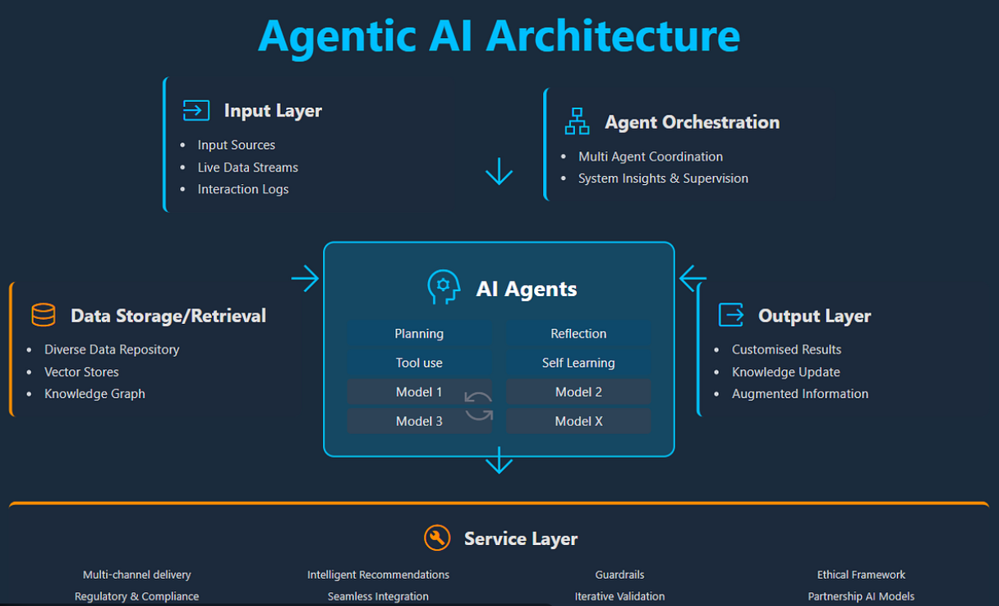 Agentic AI Architecture
Input Layer
Input Sources
Live Data Streams
Interaction Logs
Agent Orchestration
Multi Agent Coordination
System Insights & Supervision
Data Storage/Retrieval
Diverse Data Repository
Vector Stores
Knowledge Graph
AI Agents
Planning
Reflection
Tool use
Self Learning
Model 1
Model 2
Model 3
Model X
Output Layer
Customised Results
Knowledge Update
Augmented Information
Service Layer
Multi-channel delivery
Intelligent Recommendations
Guardrails
Ethical Framework
Regulatory & Compliance
Seamless Integration
Iterative Validation
Partnership AI Models